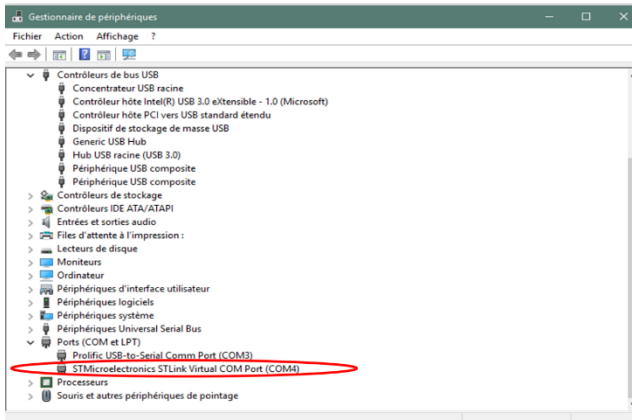 Gestionnaire de périphériques
Fichier Action Affichage ?
Contrôleurs de bus USB
Concentrateur USB racine
Contrôleur hôte Intel(R) USB 3.0 eXtensible - 1.0 (Microsoft)
Contrôleur hôte PCI vers USB standard étendu
Dispositif de stockage de masse USB
Generic USB Hub
Hub USB racine (USB 3.0)
Périphérique USB composite
Périphérique USB composite
Contrôleurs de stockage
Contrôleurs IDE ATA/ATAPI
Entrées et sorties audio
Files d'attente à l'impression :
Lecteurs de disque
Moniteurs
Ordinateur
Périphériques d'interface utilisateur
Périphériques logiciels
Périphériques système
Périphériques Universal Serial Bus
Ports (COM et LPT)
Prolific USB-to-Serial Comm Port (COM3)
STMicroelectronics STLink Virtual COM Port (COM4)
Processeurs
Souris et autres périphériques de pointage